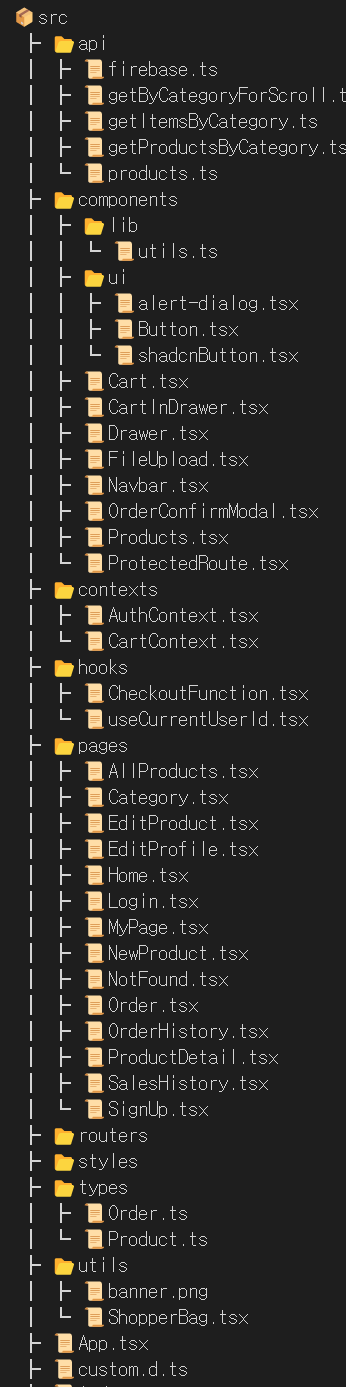 src
api
firebase.ts
getByCategoryForScroll.t
getItemsByCategory.ts
getProductsByCategory.ts
products.ts
components
lib
utils.ts
ui
alert-dialog.tsx
Button.tsx
shadcnButton.tsx
Cart.tsx
CartInDrawer.tsx
Drawer.tsx
FileUpload.tsx
Navbar.tsx
OrderConfirmModal.tsx
Products.tsx
ProtectedRoute.tsx
contexts
AuthContext.tsx
CartContext.tsx
hooks
CheckoutFunction.tsx
useCurrentUserId.tsx
pages
AllProducts.tsx
Category.tsx
EditProduct.tsx
EditProfile.tsx
Home.tsx
Login.tsx
MyPage.tsx
NewProduct.tsx
NotFound.tsx
Order.tsx
OrderHistory.tsx
ProductDetail.tsx
SalesHistory.tsx
SignUp.tsx
routers
styles
types
Order.ts
Product.ts
utils
banner.png
ShopperBag.tsx
App.tsx
custom.d.ts